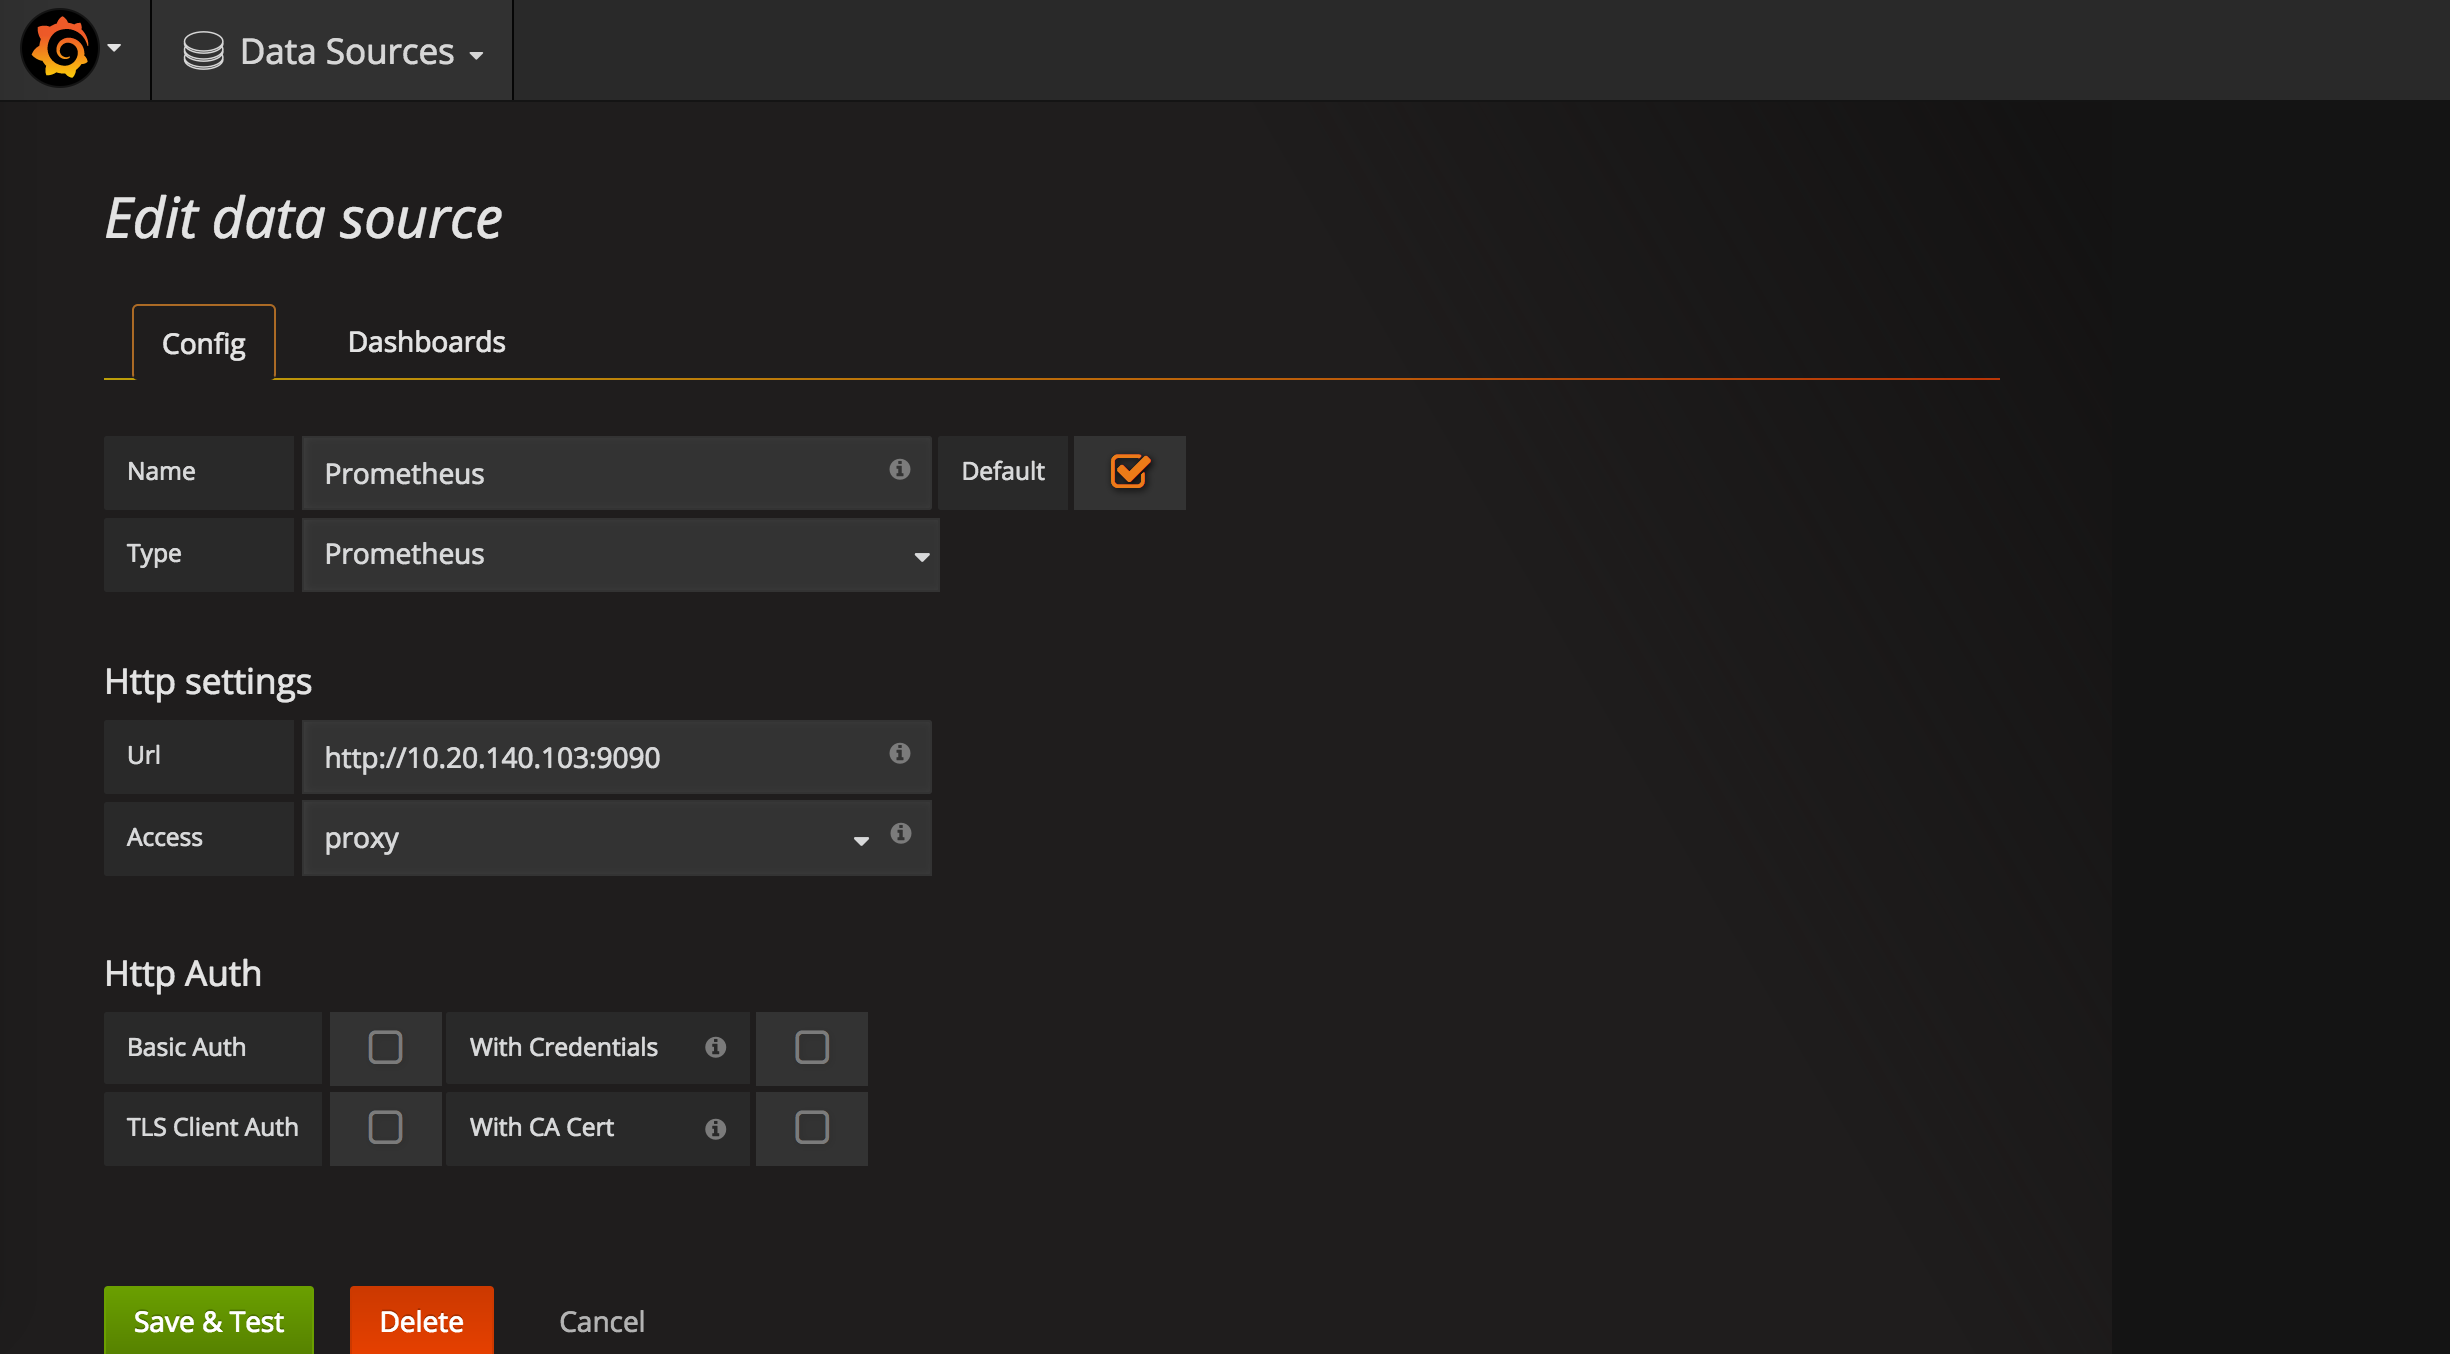 Data Sources
Edit data source
Config Dashboards
Name Prometheus Default
Type Prometheus
Http settings
Url http://10.20.140.103:9090
Access proxy
Http Auth
Basic Auth With Credentials
TLS Client Auth With CA Cert
Save & Test Delete Cancel